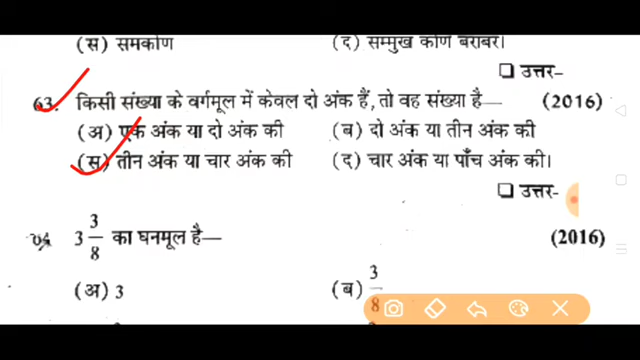 (स) समकोण (द) सम्मुख कोण बराबर।
❑ उत्तर-
63. किसी संख्या के वर्गमूल में केवल दो अंक हैं, तो वह संख्या है— (2016)
(अ) एक अंक या दो अंक की (ब) दो अंक या तीन अंक की
(स) तीन अंक या चार अंक की (द) चार अंक या पाँच अंक की।
❑ उत्तर-
3 3/8 का घनमूल है— (2016)
(अ) 3 (ब) 3/8